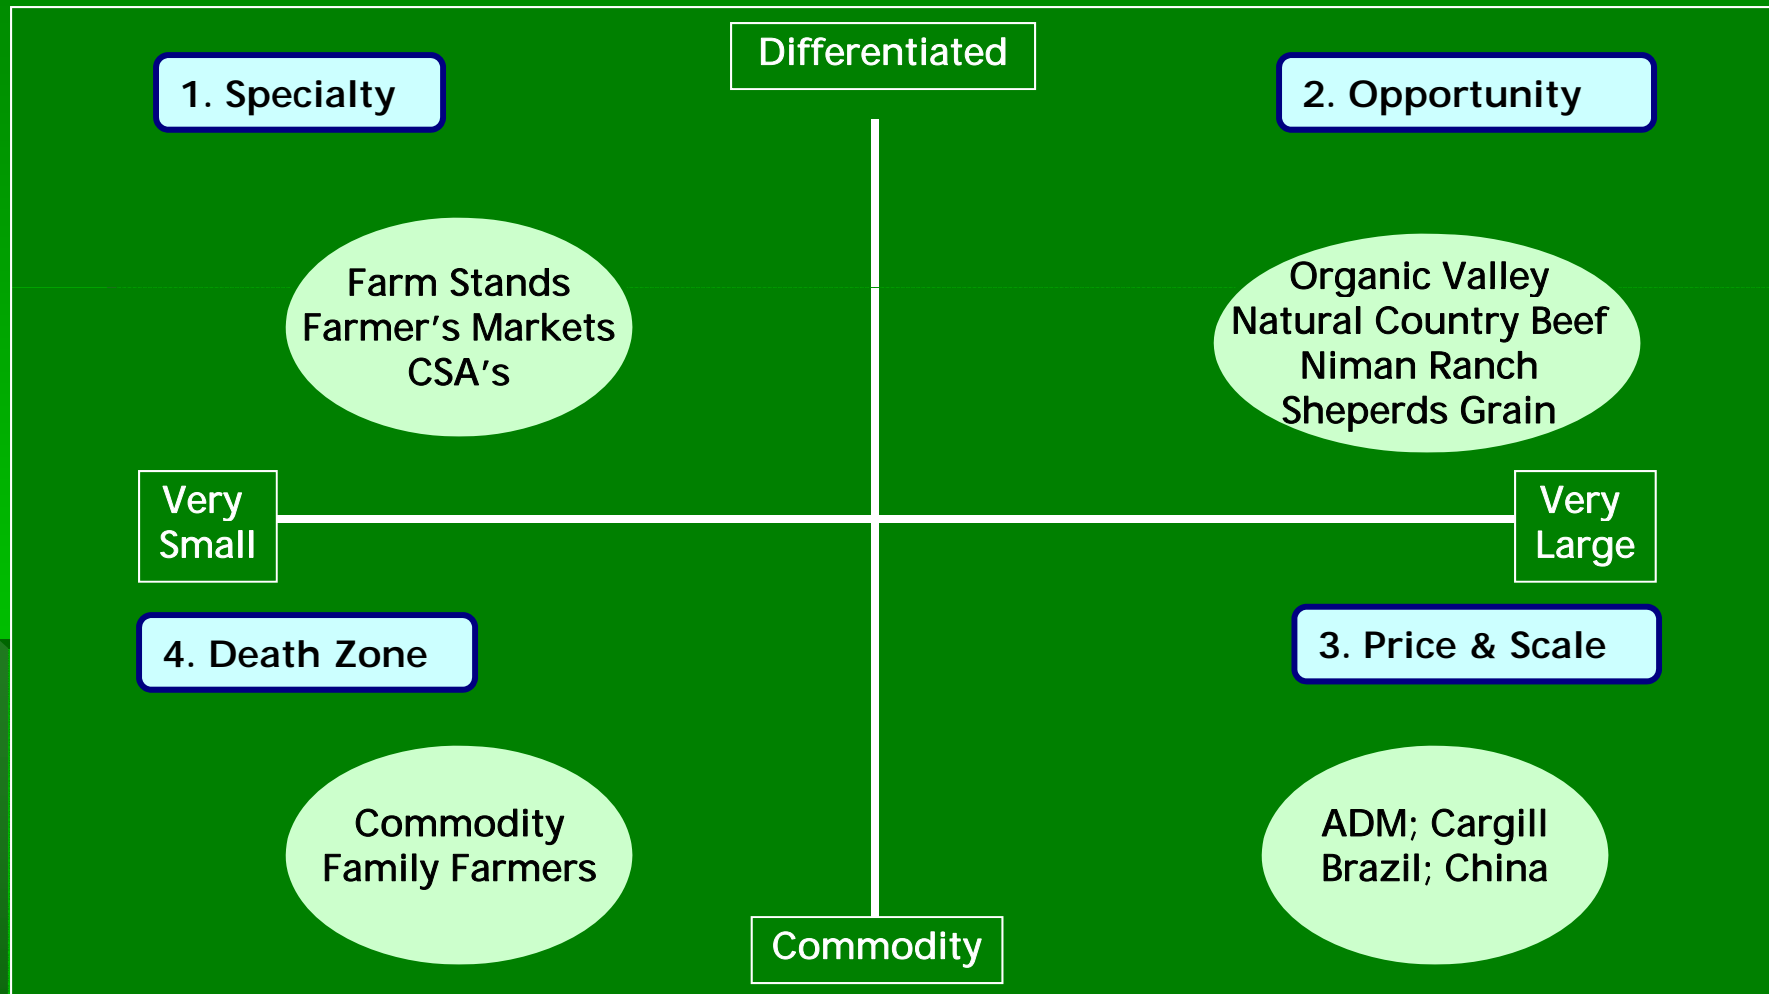 Differentiated
1. Specialty
2. Opportunity
Farm Stands
Farmer’s Markets
CSA’s
Organic Valley
Natural Country Beef
Niman Ranch
Sheperds Grain
Very
Small
Very
Large
4. Death Zone
3. Price & Scale
Commodity
Family Farmers
ADM; Cargill
Brazil; China
Commodity